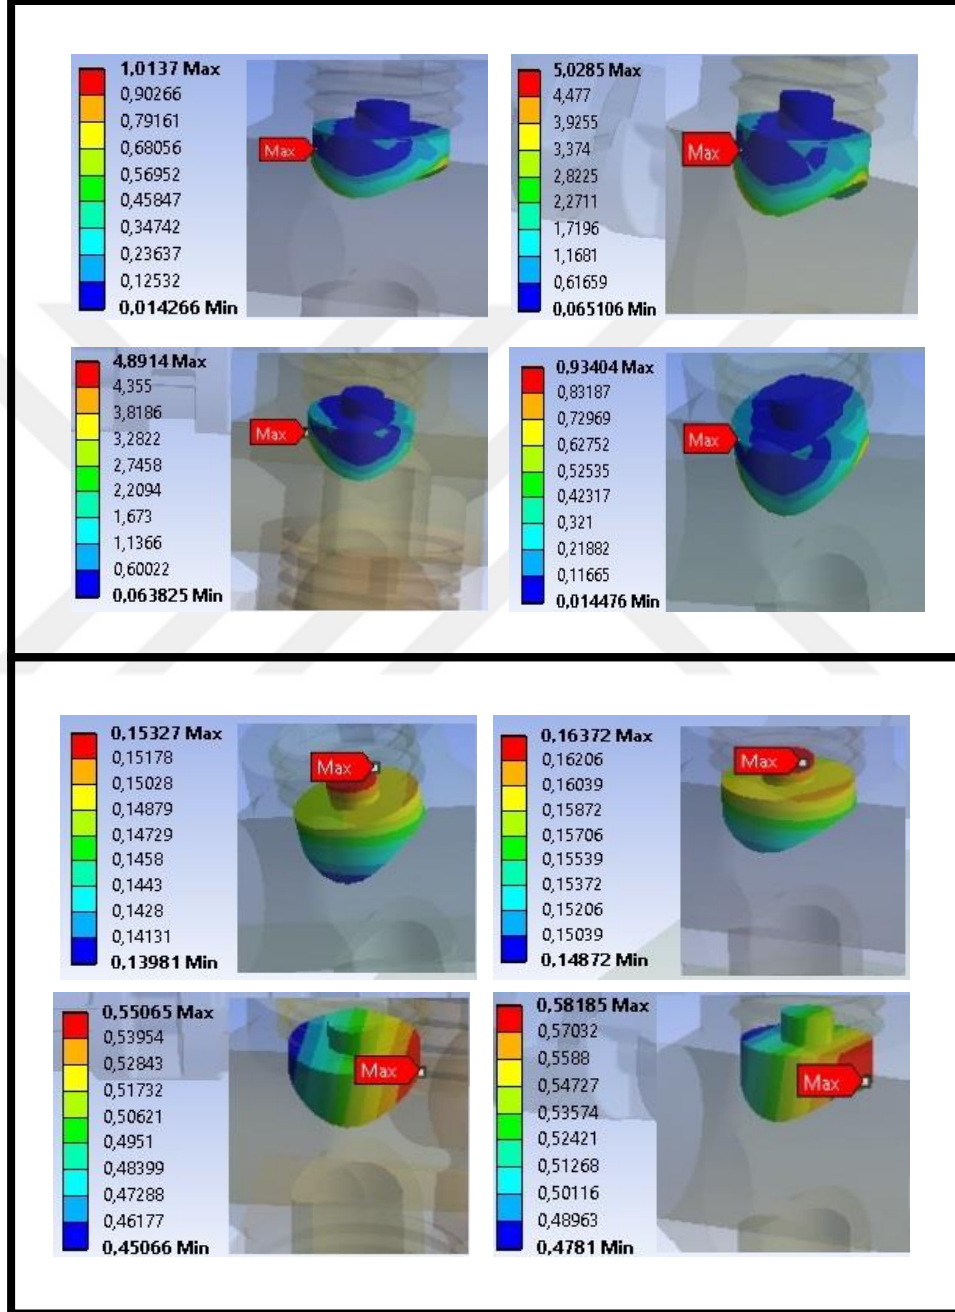 1,0137 Max
0,90266
0,79161
0,68056
0,56952
0,45847
0,34742
0,23637
0,12532
0,014266 Min
Max
5,0285 Max
4,477
3,9255
3,374
2,8225
2,2711
1,7196
1,1681
0,61659
0,065106 Min
Max
4,8914 Max
4,355
3,8186
3,2822
2,7458
2,2094
1,673
1,1366
0,60022
0,063825 Min
Max
0,93404 Max
0,83187
0,72969
0,62752
0,52535
0,42317
0,321
0,21882
0,11665
0,014476 Min
Max
0,15327 Max
0,15178
0,15028
0,14879
0,14729
0,1458
0,1443
0,1428
0,14131
0,13981 Min
Max
0,16372 Max
0,16206
0,16039
0,15872
0,15706
0,15539
0,15372
0,15206
0,15039
0,14872 Min
Max
0,55065 Max
0,53954
0,52843
0,51732
0,50621
0,4951
0,48399
0,47288
0,46177
0,45066 Min
Max
0,58185 Max
0,57032
0,5588
0,54727
0,53574
0,52421
0,51268
0,50116
0,48963
0,4781 Min
Max